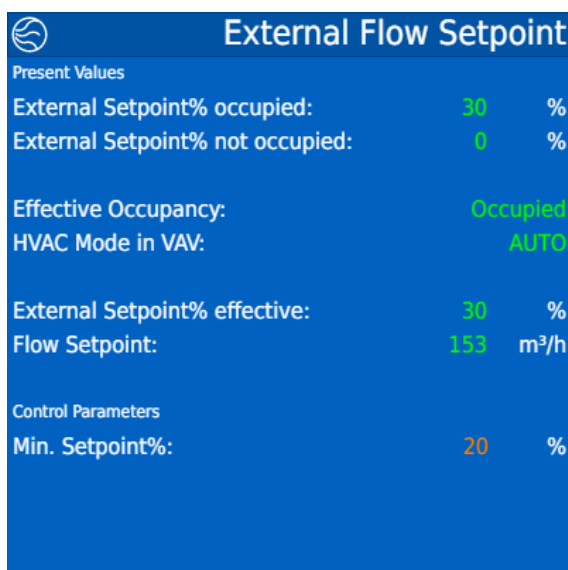 External Flow Setpoint
Present Values
External Setpoint% occupied: 30 %
External Setpoint% not occupied: 0 %
Effective Occupancy: Occupied
HVAC Mode in VAV: AUTO
External Setpoint% effective: 30 %
Flow Setpoint: 153 m³/h
Control Parameters
Min. Setpoint%: 20 %